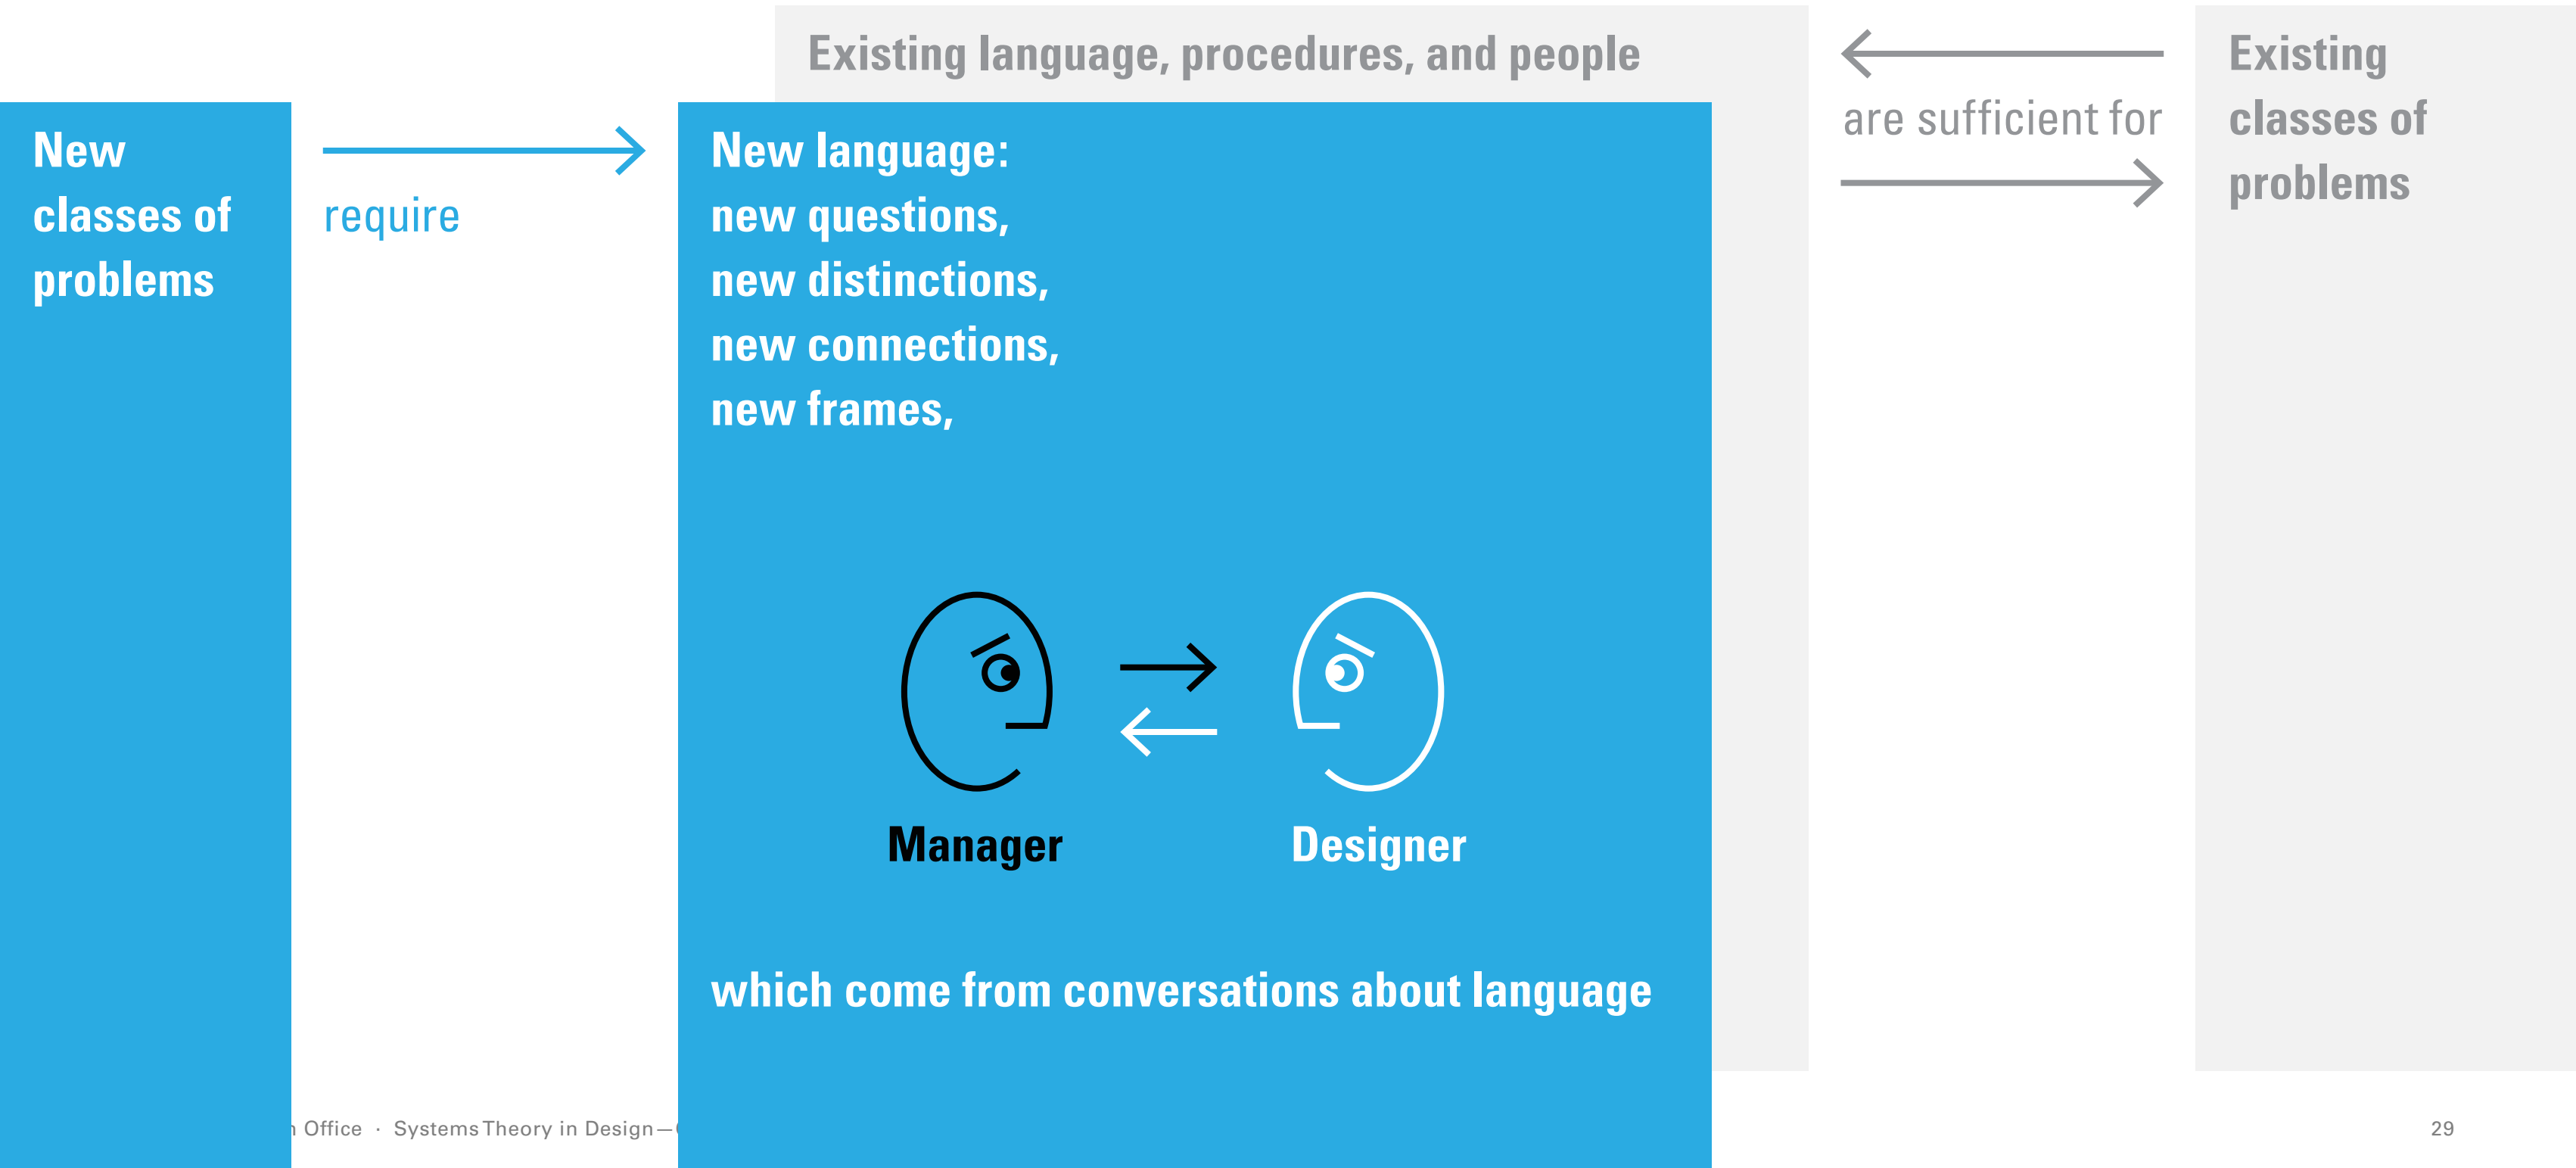 Existing language, procedures, and people
are sufficient for
Existing
classes of
problems
New
classes of
problems
require
New language:
new questions,
new distinctions,
new connections,
new frames,
Manager
Designer
which come from conversations about language
Office · Systems Theory in Design—
29